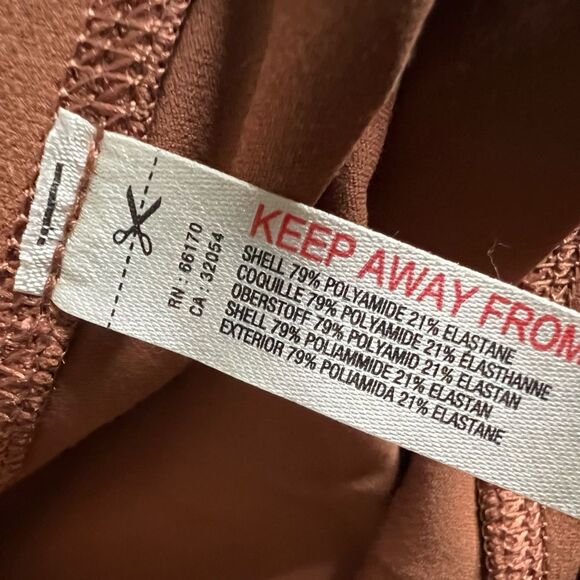 RN : 66170
CA : 32054
KEEP AWAY FROM
SHELL 79% POLYAMIDE 21% ELASTANE
COQUILLE 79% POLYAMIDE 21% ELASTHANNE
OBERSTOFF 79% POLYAMID 21% ELASTAN
SHELL 79% POLIAMMIDE 21% ELASTAN
EXTERIOR 79% POLIAMIDA 21% ELASTANE